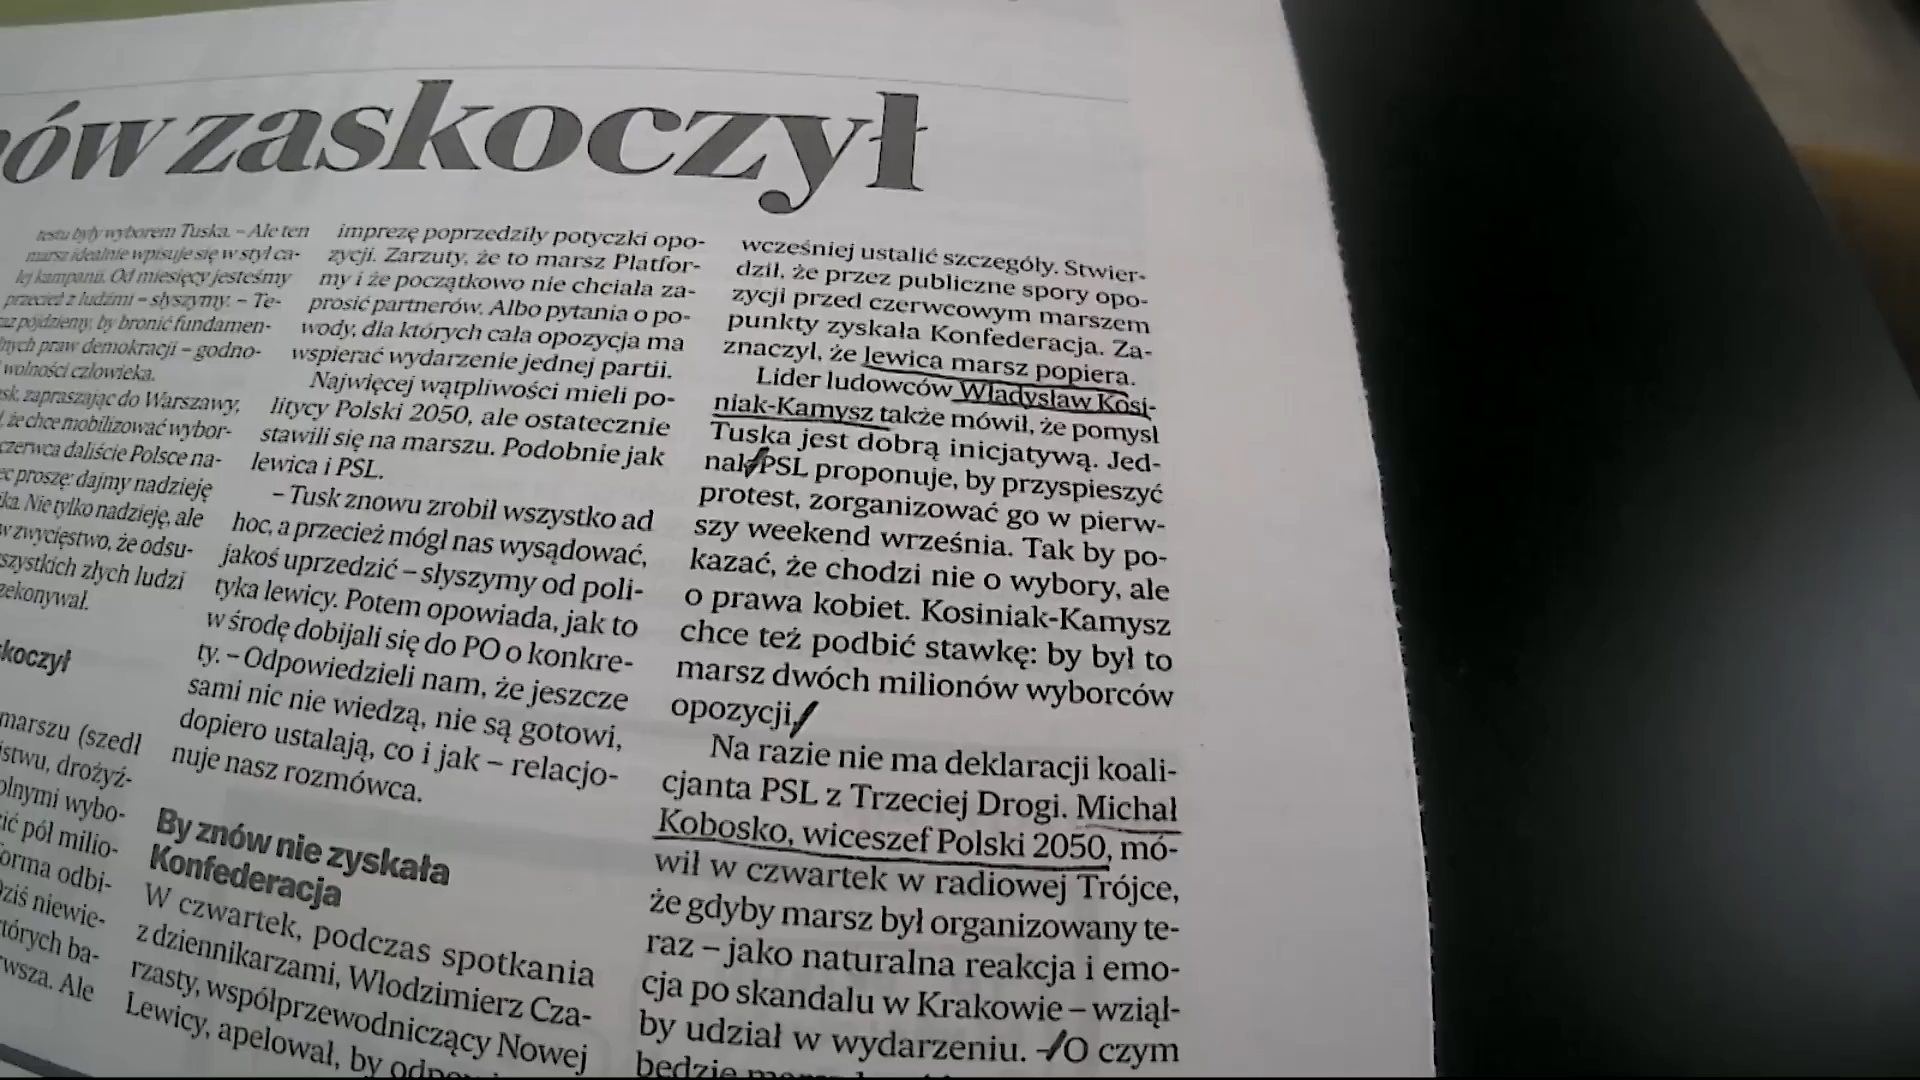 ów zaskoczył
testu były wyborem Tuska. – Ale ten
marsz idealnie wpisuje się w styl ca-
lej kampanii. Od miesięcy jesteśmy
przecież z ludźmi – słyszymy. – Te-
raz pójdziemy, by bronić fundamen-
nych praw demokracji – godno-
wolności człowieka.
sk, zapraszając do Warszawy,
że chce mobilizować wybor-
czerwca daliście Polsce na-
ec proszę: dajmy nadzieję
ka. Nie tylko nadzieję, ale
w zwycięstwo, że odsu-
szystkich złych ludzi
zekonywał.
koczył
marszu (szedł
stwu, drożyź-
olnymi wybo-
ić pół milio-
orma odbi-
ziś niewie-
tórych ba-
wsza. Ale
imprezę poprzedziły potyczki opo-
zycji. Zarzuty, że to marsz Platfor-
my i że początkowo nie chciała za-
prosić partnerów. Albo pytania o po-
wody, dla których cała opozycja ma
wspierać wydarzenie jednej partii.
Najwięcej wątpliwości mieli po-
litycy Polski 2050, ale ostatecznie
stawili się na marszu. Podobnie jak
lewica i PSL.
– Tusk znowu zrobił wszystko ad
hoc, a przecież mógł nas wysądować,
jakoś uprzedzić – słyszymy od poli-
tyka lewicy. Potem opowiada, jak to
w środę dobijali się do PO o konkre-
ty. – Odpowiedzieli nam, że jeszcze
sami nic nie wiedzą, nie są gotowi,
dopiero ustalają, co i jak – relacjo-
nuje nasz rozmówca.
By znów nie zyskała
Konfederacja
W czwartek, podczas spotkania
z dziennikarzami, Włodzimierz Cza-
rzasty, współprzewodniczący Nowej
Lewicy, apelował, by
wcześniej ustalić szczegóły. Stwier-
dził, że przez publiczne spory opo-
zycji przed czerwcowym marszem
punkty zyskała Konfederacja. Za-
znaczył, że lewica marsz popiera.
Lider ludowców Władysław Kosi-
niak-Kamysz także mówił, że pomysł
Tuska jest dobrą inicjatywą. Jed-
nak PSL proponuje, by przyspieszyć
protest, zorganizować go w pierw-
szy weekend września. Tak by po-
kazać, że chodzi nie o wybory, ale
o prawa kobiet. Kosiniak-Kamysz
chce też podbić stawkę: by był to
marsz dwóch milionów wyborców
opozycji.
Na razie nie ma deklaracji koali-
cjanta PSL z Trzeciej Drogi. Michał
Kobosko, wiceszef Polski 2050, mó-
wił w czwartek w radiowej Trójce,
że gdyby marsz był organizowany te-
raz – jako naturalna reakcja i emo-
cja po skandalu w Krakowie – wziął-
by udział w wydarzeniu. – O czym
będzie